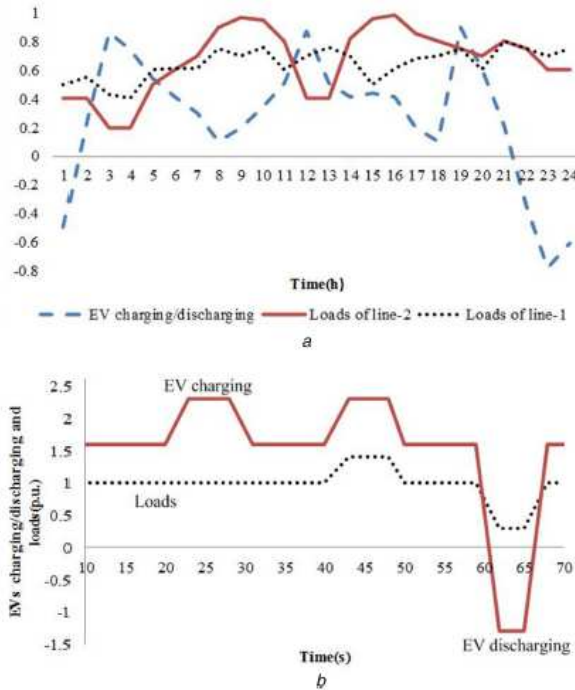 1
0.8
0.6
0.4
0.2
0
-0.2
-0.4
-0.6
-0.8
1 2 3 4 5 6 7 8 9 10 11 12 13 14 15 16 17 18 19 20 21 22 23 24
Time(h)
EV charging/discharging Loads of line-2 Loads of line-1
a
EVs charging/discharging and
loads(p.u.)
2.5
2
1.5
1
0.5
0
-0.5
-1
-1.5
EV charging
Loads
10 15 20 25 30 35 40 45 50 55 60 65 70
EV discharging
Time(s)
b